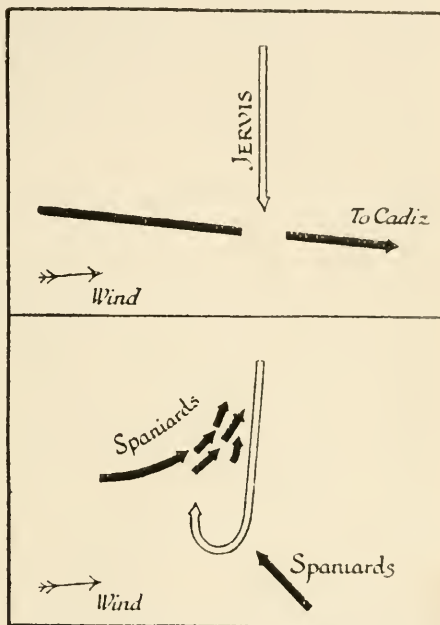 JERVIS
To Cadiz
Wind
Spaniards
Spaniards
Wind